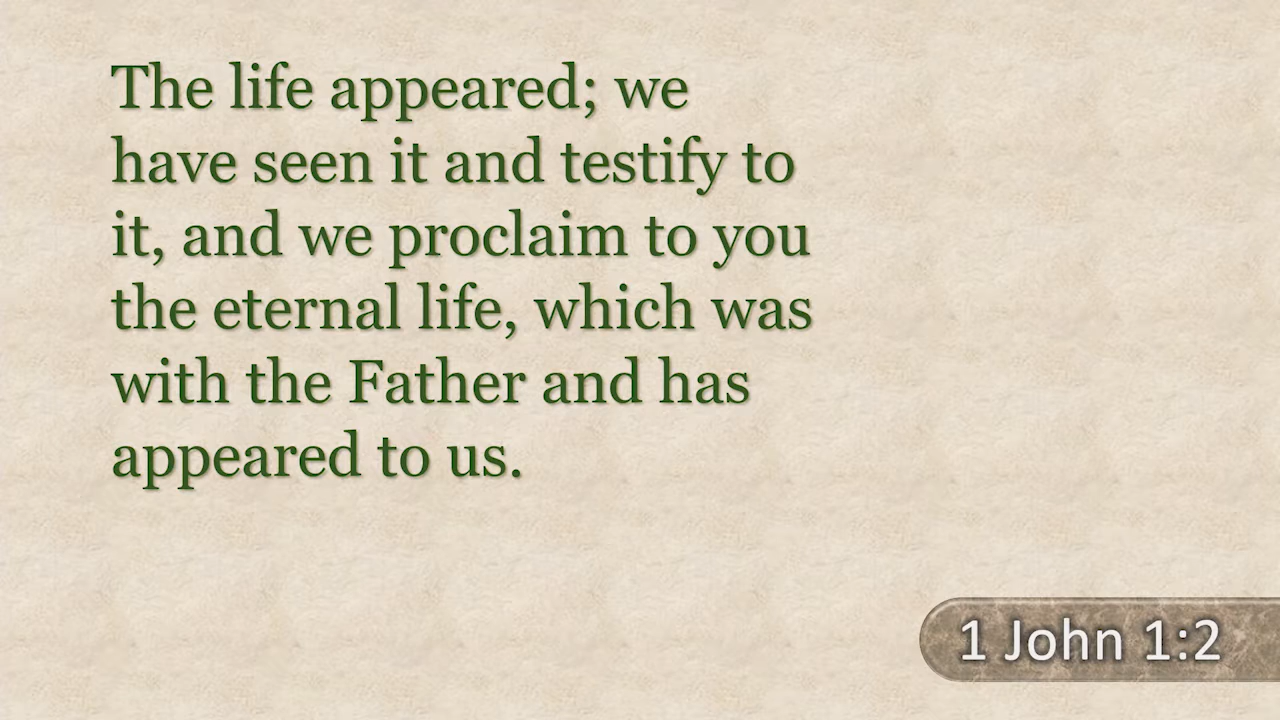 The life appeared; we
have seen it and testify to
it, and we proclaim to you
the eternal life, which was
with the Father and has
appeared to us.
1 John 1:2